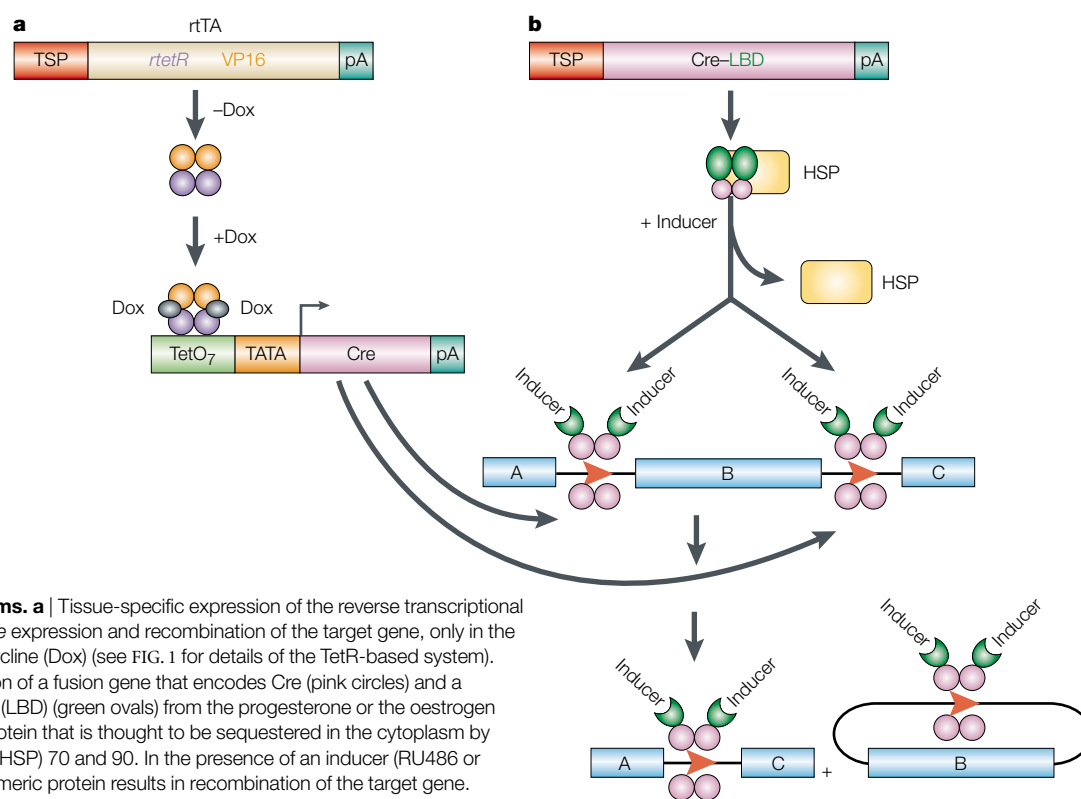 a
rtTA
TSP
rtetR
VP16
pA
–Dox
+Dox
Dox
Dox
TetO7
TATA
Cre
pA
b
TSP
Cre–LBD
pA
HSP
+ Inducer
HSP
Inducer
Inducer
Inducer
Inducer
A
B
C
ms. a | Tissue-specific expression of the reverse transcriptional
e expression and recombination of the target gene, only in the
cline (Dox) (see FIG. 1 for details of the TetR-based system).
on of a fusion gene that encodes Cre (pink circles) and a
(LBD) (green ovals) from the progesterone or the oestrogen
otein that is thought to be sequestered in the cytoplasm by
HSP) 70 and 90. In the presence of an inducer (RU486 or
meric protein results in recombination of the target gene.
Inducer
Inducer
A
C
+
Inducer
Inducer
B